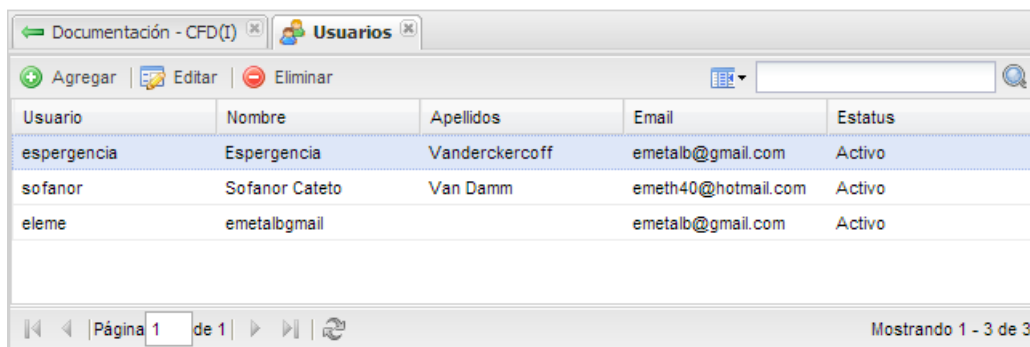 Documentación - CFD(I) Usuarios
Agregar Editar Eliminar
Usuario Nombre Apellidos Email Estatus
espergencia Espergencia Vanderckercoff emetalb@gmail.com Activo
sofanor Sofanor Cateto Van Damm emeth40@hotmail.com Activo
eleme emetalbgmail emetalb@gmail.com Activo
Página 1 de 1 Mostrando 1 - 3 de 3